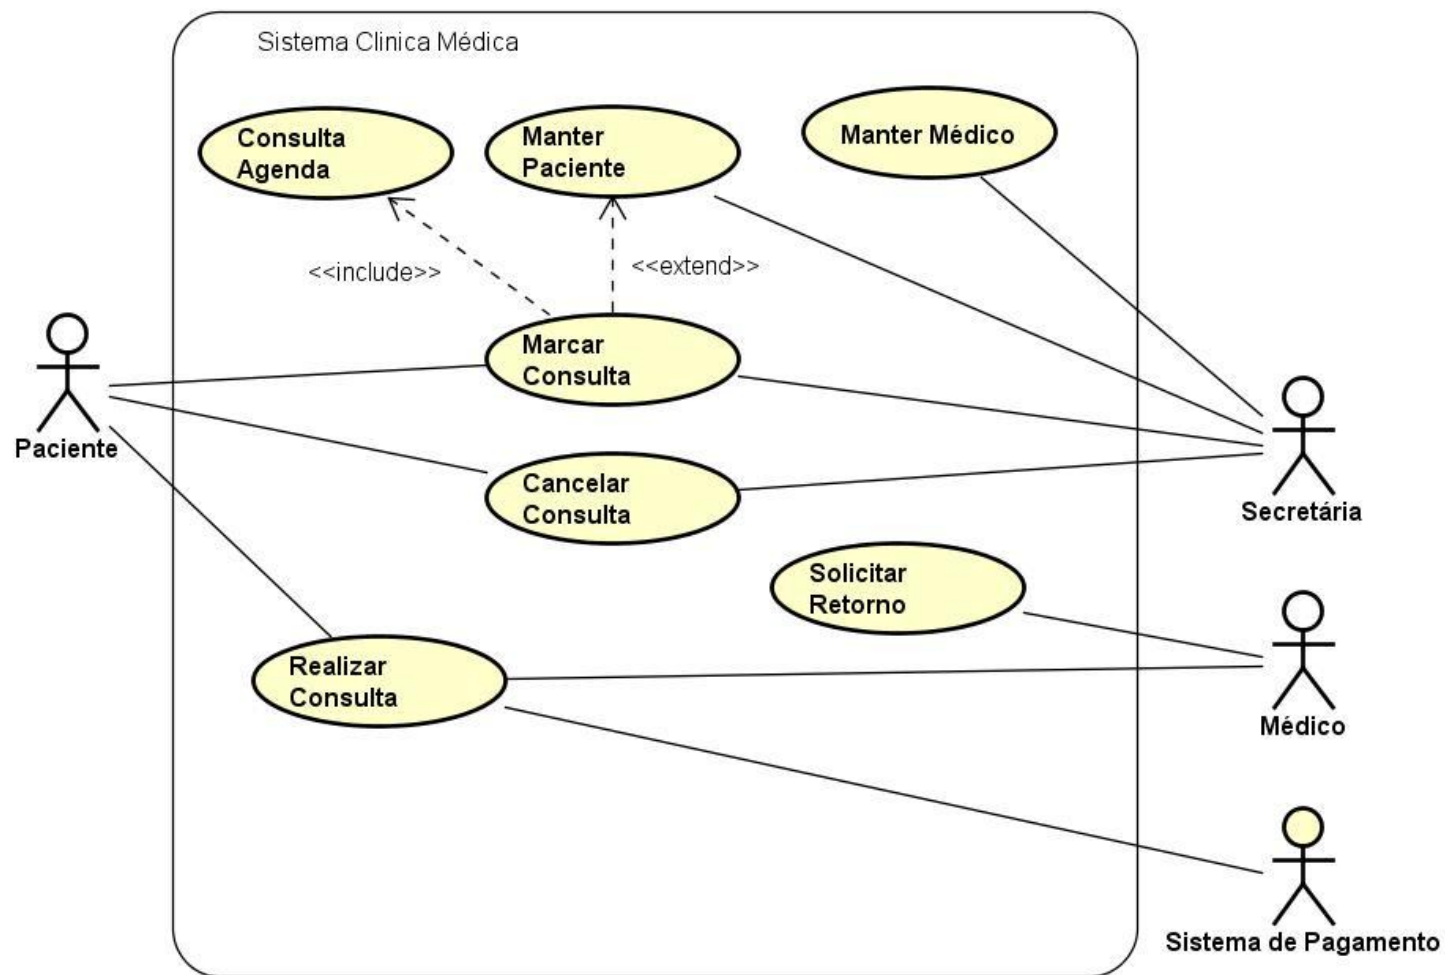 Sistema Clinica Médica
Consulta
Agenda
Manter
Paciente
Manter Médico
<<include>>
<<extend>>
Marcar
Consulta
Paciente
Cancelar
Consulta
Secretária
Solicitar
Retorno
Realizar
Consulta
Médico
Sistema de Pagamento